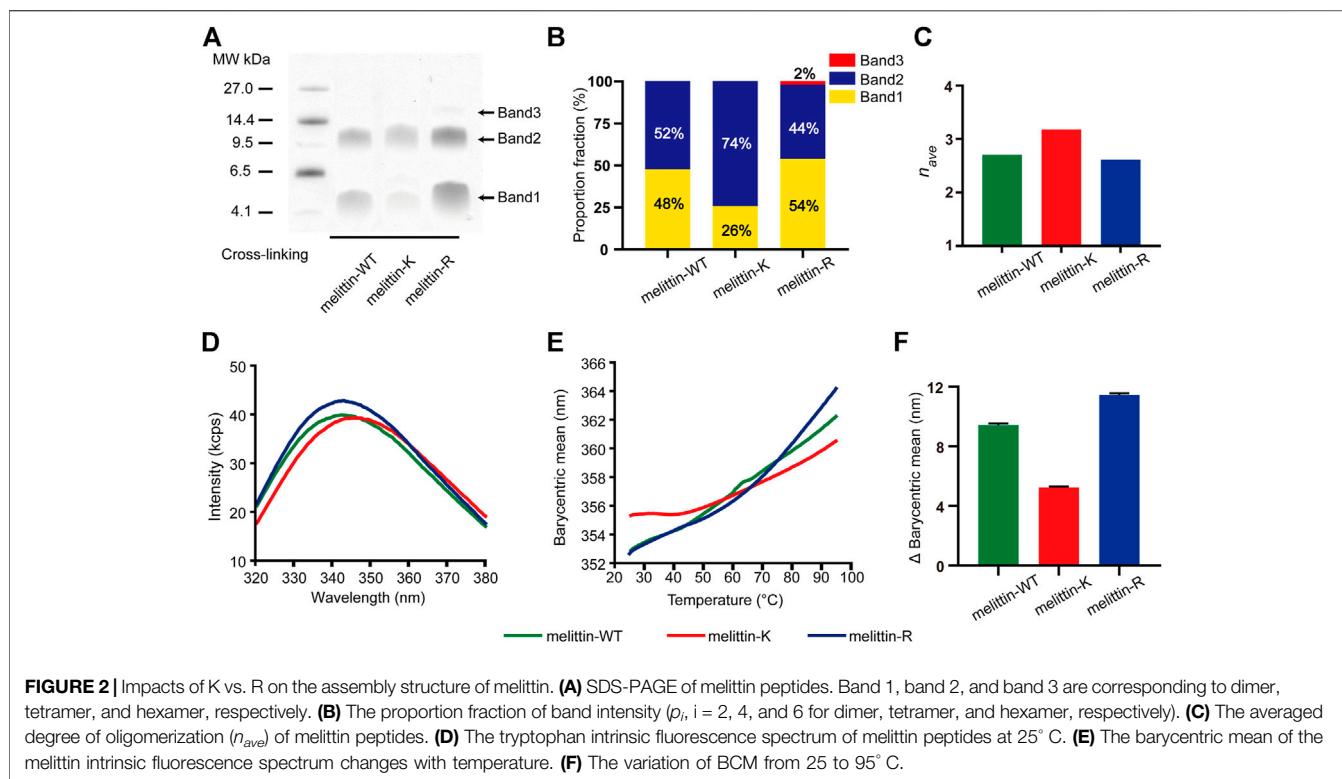 A
MW kDa
27.0
14.4
9.5
6.5
4.1
Band3
Band2
Band1
Cross-linking
melittin-WT
melittin-K
melittin-R
B
Band3
Band2
Band1
Proportion fraction (%)
100
75
50
25
0
52%
48%
74%
26%
2%
44%
54%
melittin-WT
melittin-K
melittin-R
C
n_ave
4
3
2
1
melittin-WT
melittin-K
melittin-R
D
Intensity (kcps)
50
40
30
20
10
320 330 340 350 360 370 380
Wavelength (nm)
E
Barycentric mean (nm)
366
364
362
360
358
356
354
352
20 30 40 50 60 70 80 90 100
Temperature (°C)
F
Δ Barycentric mean (nm)
12
8
4
0
melittin-WT
melittin-K
melittin-R
melittin-WT melittin-K melittin-R
FIGURE 2 | Impacts of K vs. R on the assembly structure of melittin. (A) SDS-PAGE of melittin peptides. Band 1, band 2, and band 3 are corresponding to dimer,
tetramer, and hexamer, respectively. (B) The proportion fraction of band intensity (p_i, i = 2, 4, and 6 for dimer, tetramer, and hexamer, respectively). (C) The averaged
degree of oligomerization (n_ave) of melittin peptides. (D) The tryptophan intrinsic fluorescence spectrum of melittin peptides at 25° C. (E) The barycentric mean of the
melittin intrinsic fluorescence spectrum changes with temperature. (F) The variation of BCM from 25 to 95° C.